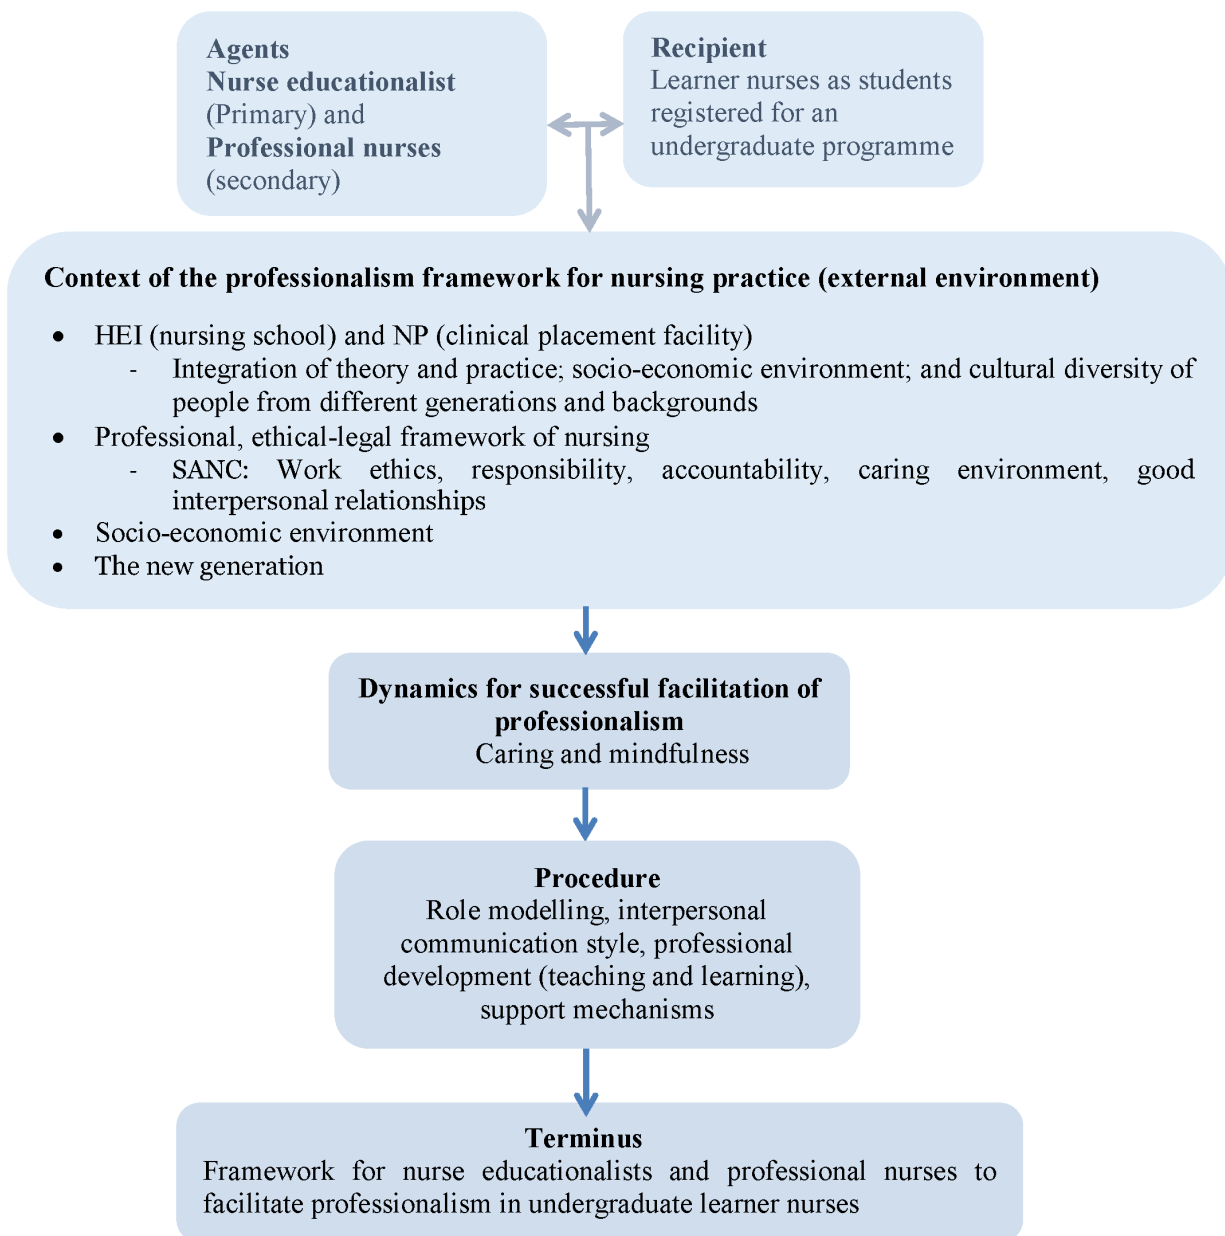 Agents
Nurse educationalist
(Primary) and
Professional nurses
(secondary)
Recipient
Learner nurses as students
registered for an
undergraduate programme
Context of the professionalism framework for nursing practice (external environment)
• HEI (nursing school) and NP (clinical placement facility)
- Integration of theory and practice; socio-economic environment; and cultural diversity of
people from different generations and backgrounds
• Professional, ethical-legal framework of nursing
- SANC: Work ethics, responsibility, accountability, caring environment, good
interpersonal relationships
• Socio-economic environment
• The new generation
Dynamics for successful facilitation of
professionalism
Caring and mindfulness
Procedure
Role modelling, interpersonal
communication style, professional
development (teaching and learning),
support mechanisms
Terminus
Framework for nurse educationalists and professional nurses to
facilitate professionalism in undergraduate learner nurses